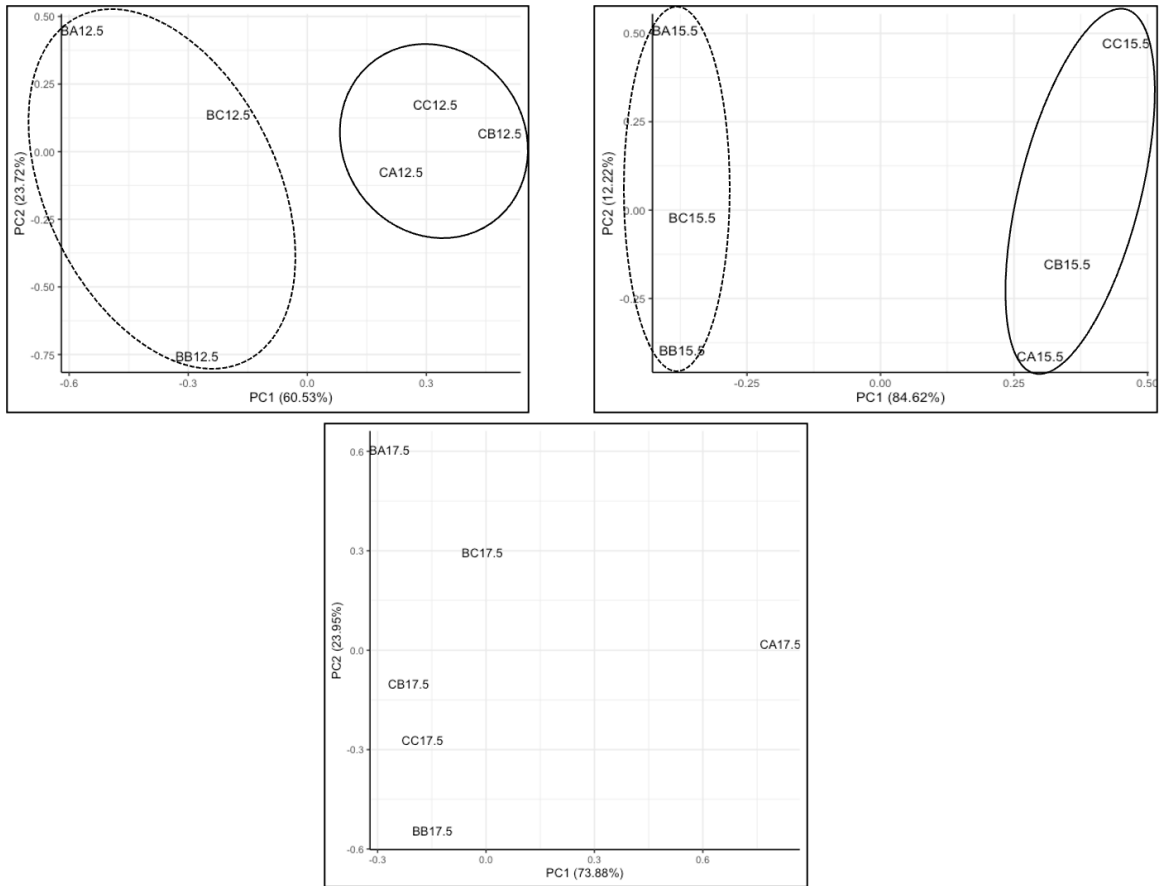 0.50
BA12.5
0.25
BC12.5
CC12.5
CB12.5
0.00
CA12.5
-0.25
-0.50
-0.75
BB12.5
-0.6
-0.3
0.0
0.3
PC2 (23.72%)
PC1 (60.53%)
0.50
BA15.5
CC15.5
0.25
0.00
BC15.5
CB15.5
-0.25
BB15.5
CA15.5
-0.25
0.00
0.25
0.50
PC2 (12.22%)
PC1 (84.62%)
0.6
BA17.5
0.3
BC17.5
0.0
CA17.5
CB17.5
-0.3
CC17.5
BB17.5
-0.6
-0.3
0.0
0.3
0.6
PC2 (23.95%)
PC1 (73.88%)